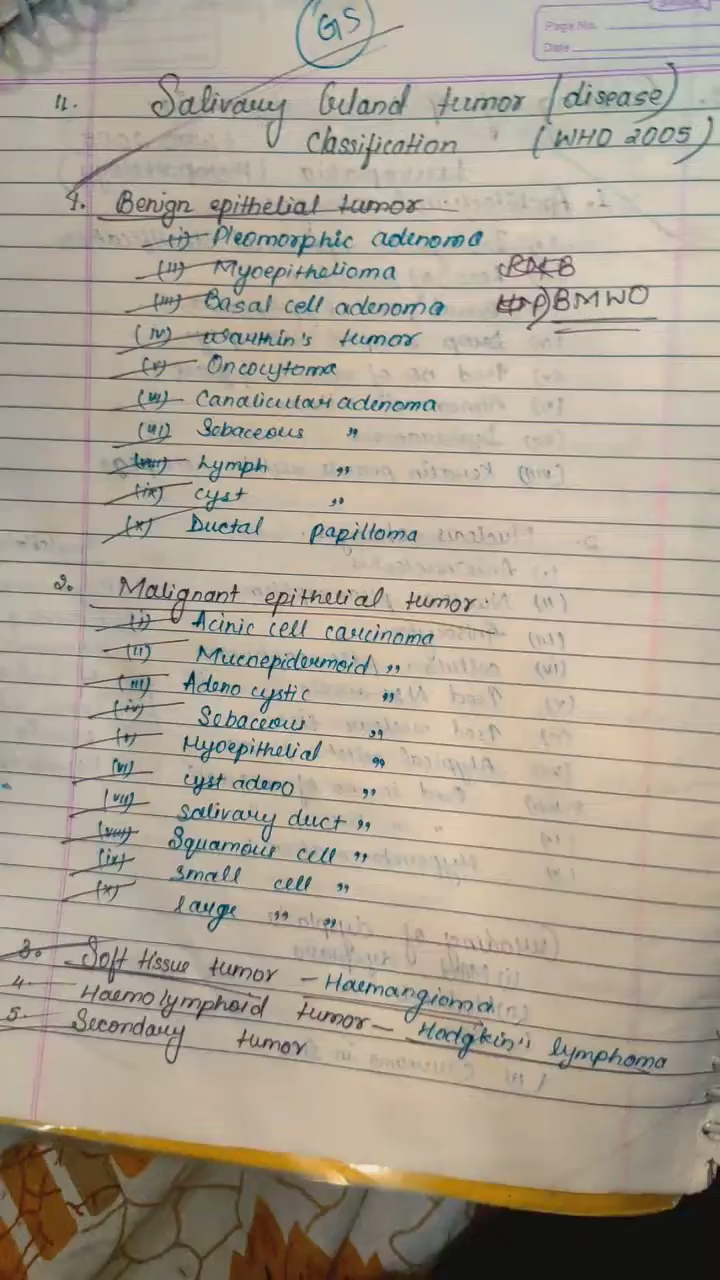 GS
Page No.
Date
11. Salivary Gland tumor (disease)
Classification (WHO 2005)
1. Benign epithelial tumor
(i) Pleomorphic adenoma
(ii) Myoepithelioma
(iii) Basal cell adenoma P)BMWO
(iv) Warthin's tumor
(v) Oncocytoma
(vi) Canalicular adenoma
(vii) Sebaceous "
(viii) Lymph "
(ix) cyst "
(x) Ductal papilloma
2. Malignant epithelial tumor.
(i) Acinic cell carcinoma
(ii) Mucoepidermoid "
(iii) Adeno cystic "
(iv) Sebaceous "
(v) Myoepithelial "
(vi) cyst adeno "
(vii) salivary duct "
(viii) Squamous cell "
(ix) small cell "
(x) large " "
3. Soft tissue tumor - Haemangioma
4. Haemolymphoid tumor - Hodgkin's lymphoma
5. Secondary tumor